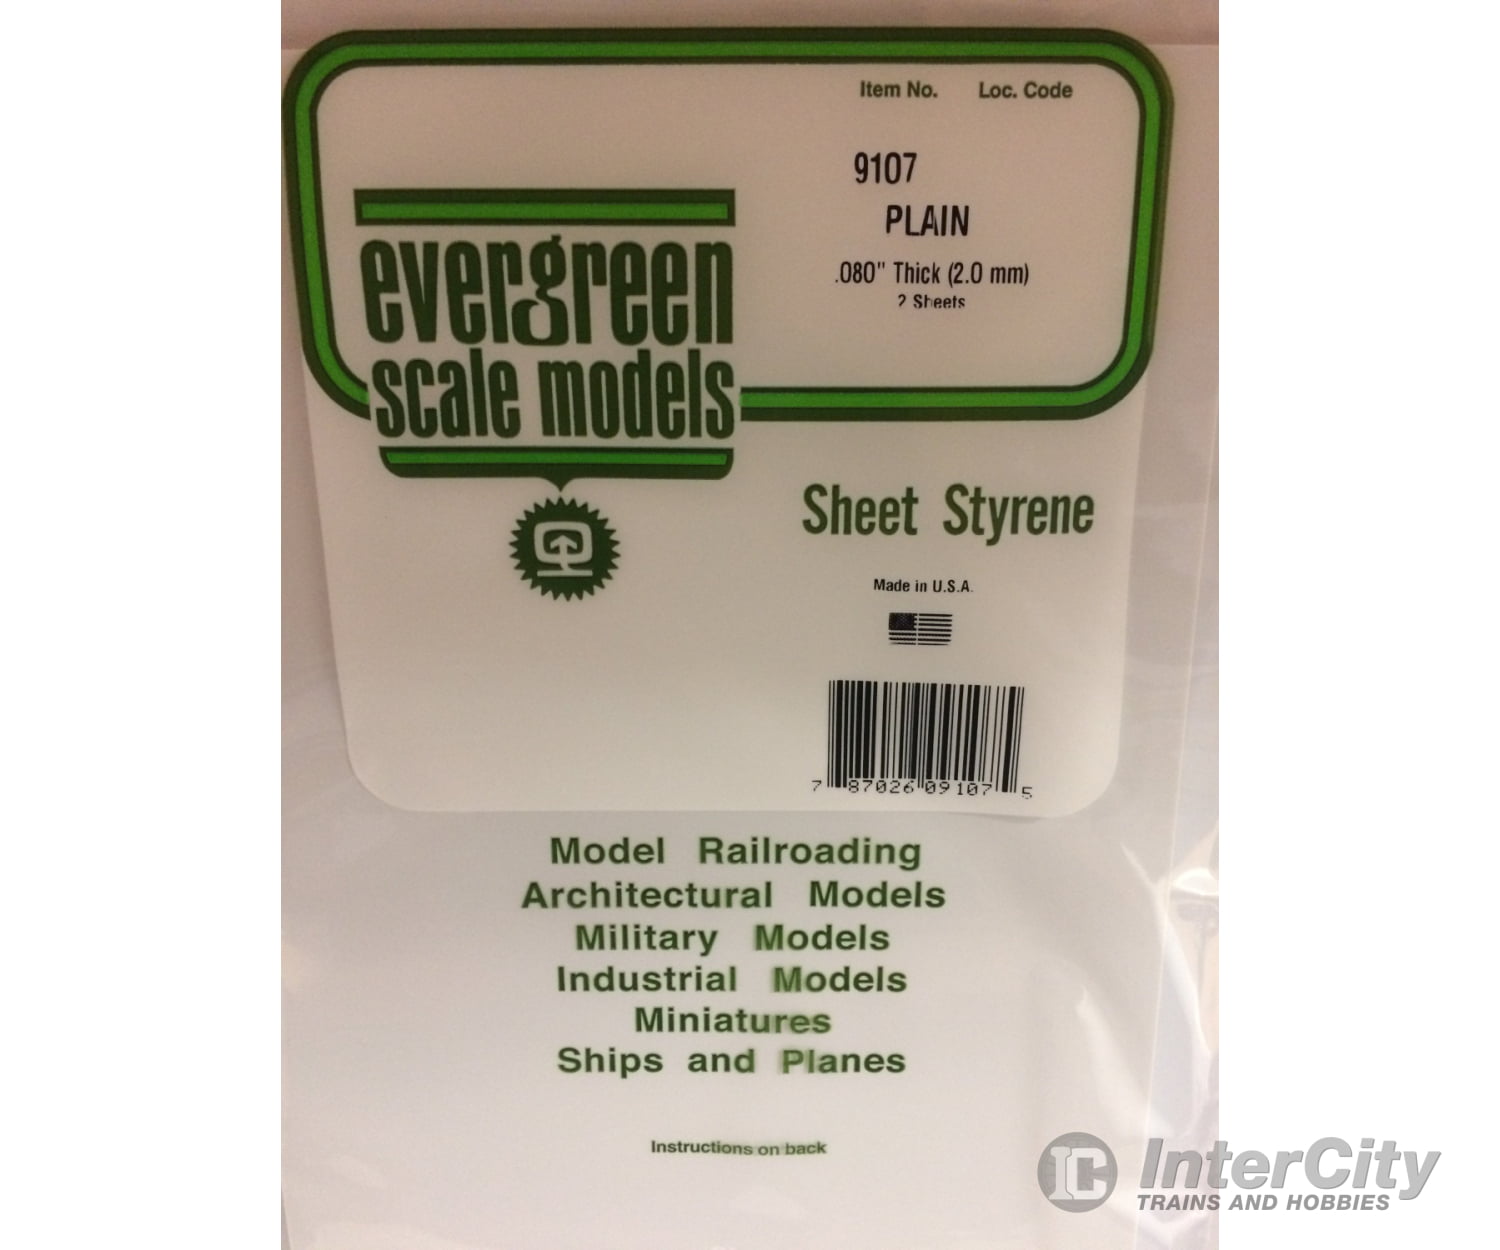 Item No. Loc. Code
9107
PLAIN
.080" Thick (2.0 mm)
2 Sheets
evergreen
scale models
Sheet Styrene
Made in U.S.A.
7 87026 09107 5
Model Railroading
Architectural Models
Military Models
Industrial Models
Miniatures
Ships and Planes
Instructions on back
IC InterCity
TRAINS AND HOBBIES